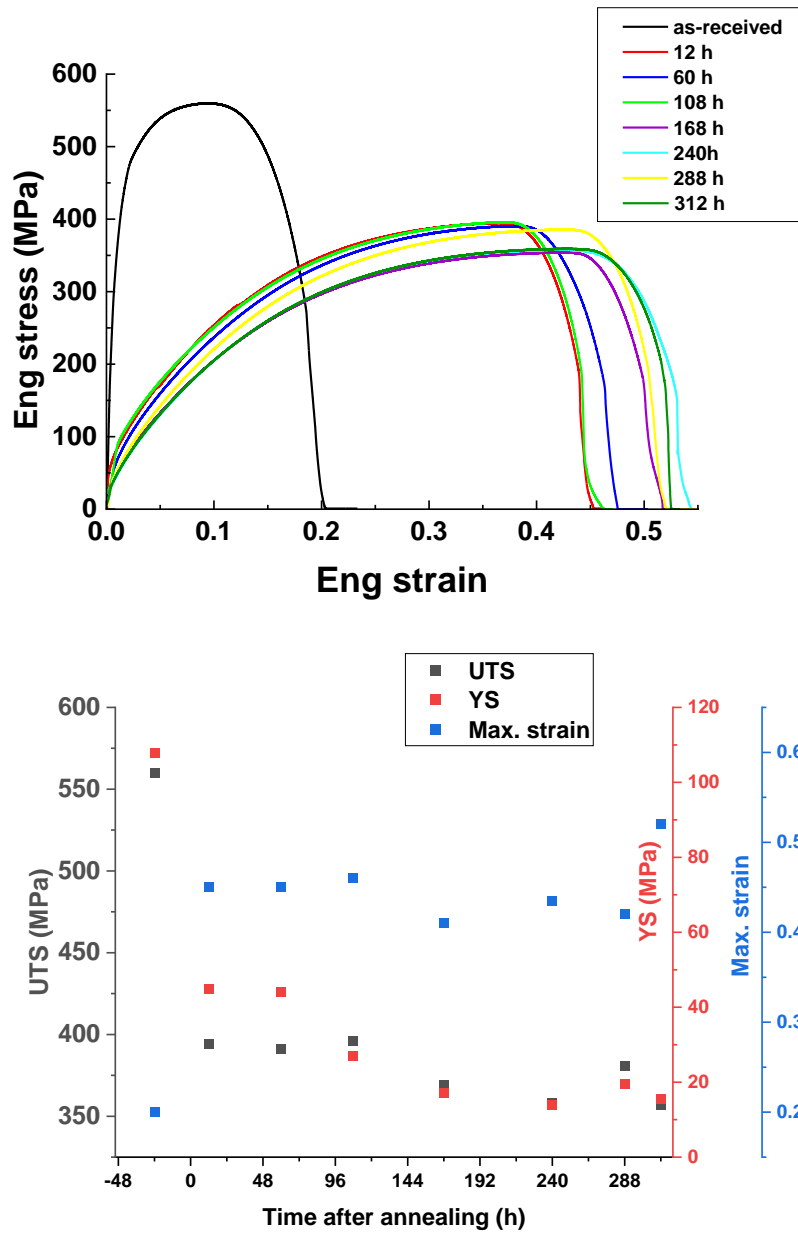 as-received
12 h
60 h
108 h
168 h
240h
288 h
312 h
600
500
400
300
200
100
0
Eng stress (MPa)
0.0 0.1 0.2 0.3 0.4 0.5
Eng strain
UTS
YS
Max. strain
600
550
500
450
400
350
UTS (MPa)
120
100
80
60
40
20
0
YS (MPa)
Max. strain
-48 0 48 96 144 192 240 288
Time after annealing (h)